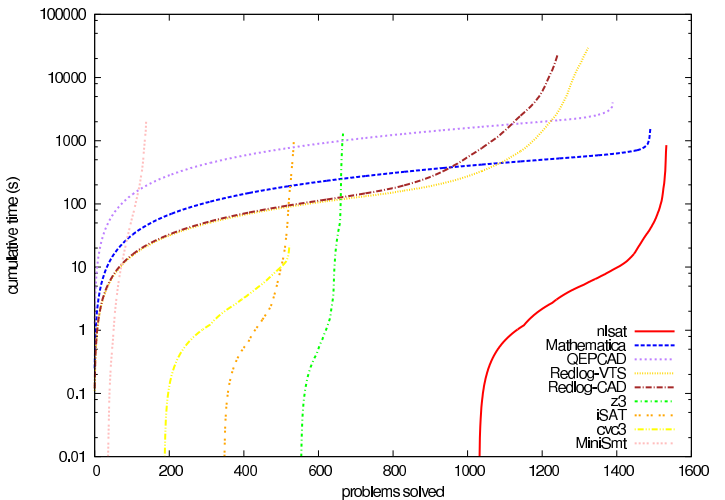 100000
10000
1000
100
10
1
0.1
0.01
cumulative time (s)
0 200 400 600 800 1000 1200 1400 1600
problems solved
nlsat
Mathematica
QEPCAD
Redlog-VTS
Redlog-CAD
z3
iSAT
cvc3
MiniSmt